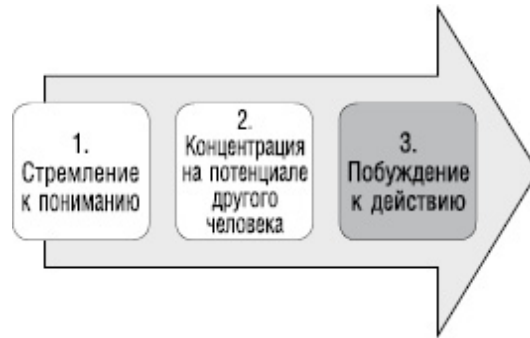 1.
Стремление
к пониманию
2.
Концентрация
на потенциале
другого
человека
3.
Побуждение
к действию